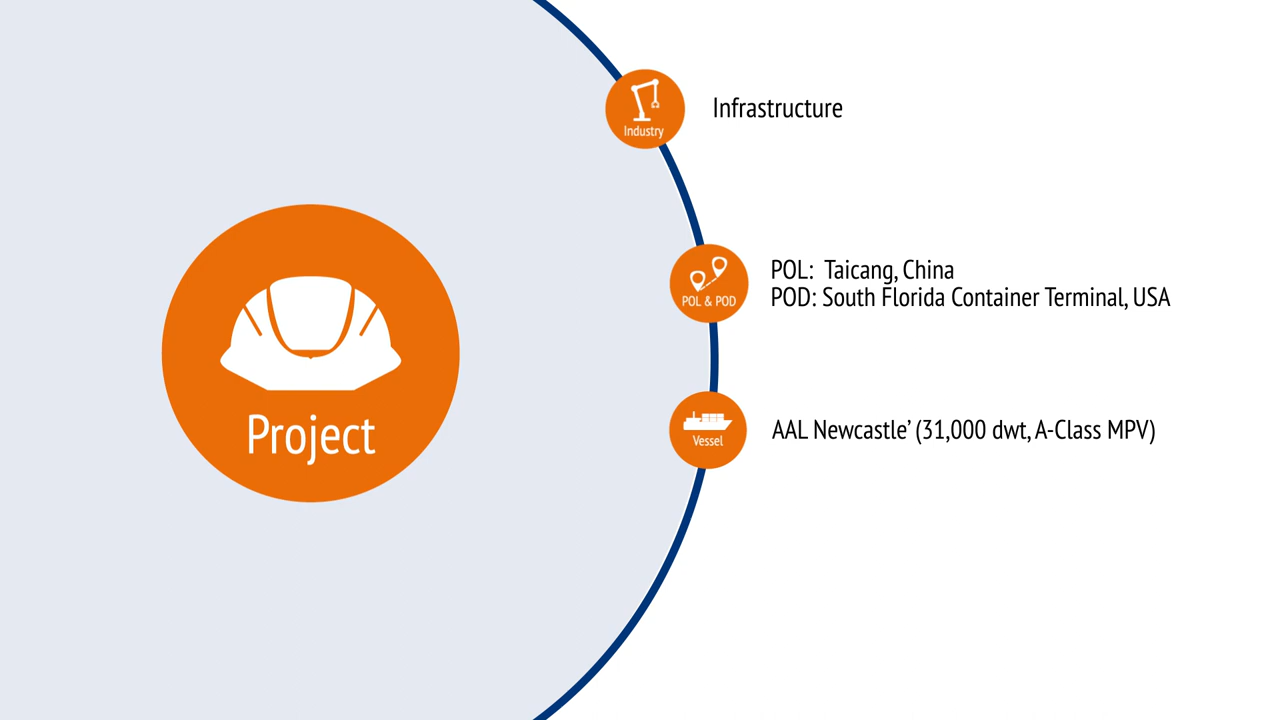 Industry
Infrastructure
POL & POD
POL: Taicang, China
POD: South Florida Container Terminal, USA
Vessel
AAL Newcastle’ (31,000 dwt, A-Class MPV)
Project